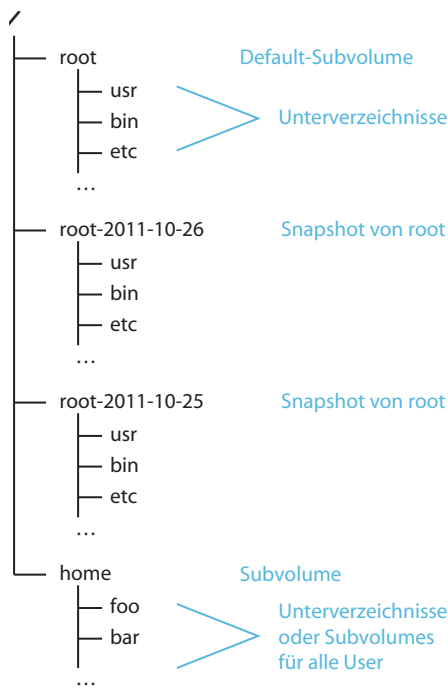 /
root Default-Subvolume
usr
bin Unterverzeichnisse
etc
...
root-2011-10-26 Snapshot von root
usr
bin
etc
...
root-2011-10-25 Snapshot von root
usr
bin
etc
...
home Subvolume
foo Unterverzeichnisse
bar oder Subvolumes
für alle User
...